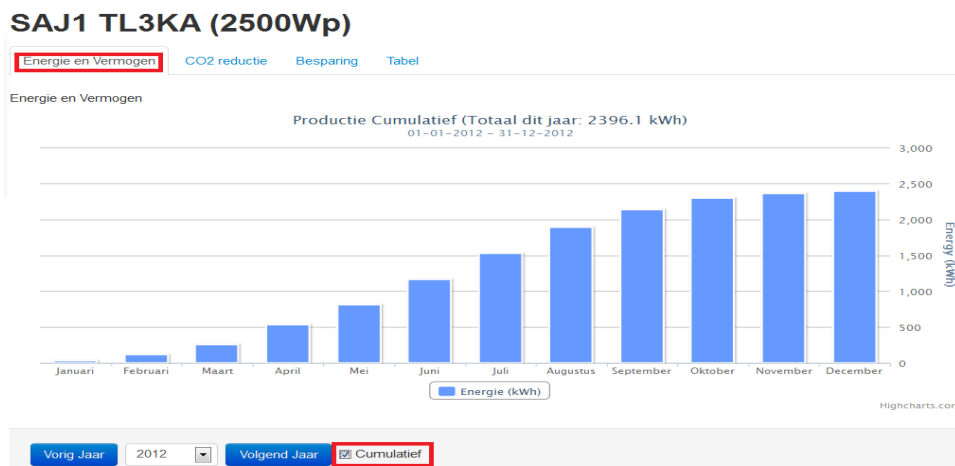 SAJ1 TL3KA (2500Wp)
Energie en Vermogen CO2 reductie Besparing Tabel
Energie en Vermogen
Productie Cumulatief (Totaal dit jaar: 2396.1 kWh)
01-01-2012 - 31-12-2012
3,000
2,500
2,000
1,500
1,000
500
0
Energy (kWh)
Januari Februari Maart April Mei Juni Juli Augustus September Oktober November December
Energie (kWh)
Highcharts.com
Vorig Jaar 2012 Volgend Jaar Cumulatief